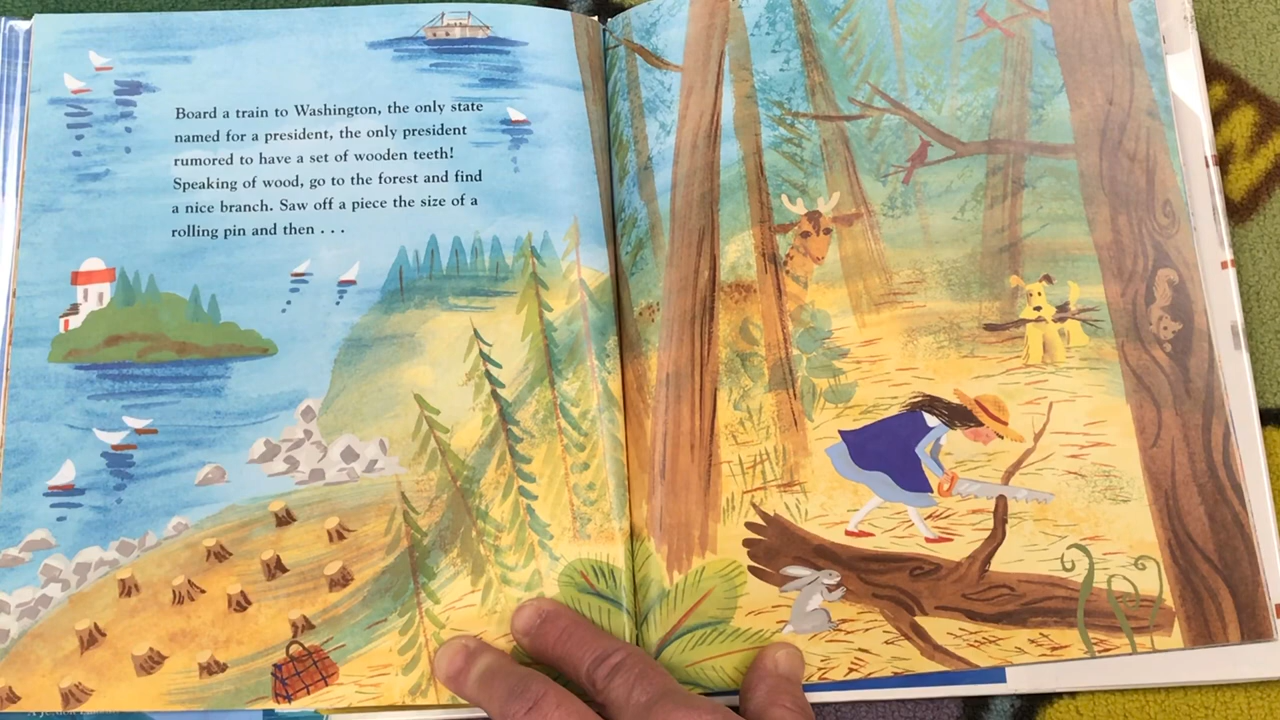 Board a train to Washington, the only state
named for a president, the only president
rumored to have a set of wooden teeth!
Speaking of wood, go to the forest and find
a nice branch. Saw off a piece the size of a
rolling pin and then . . .